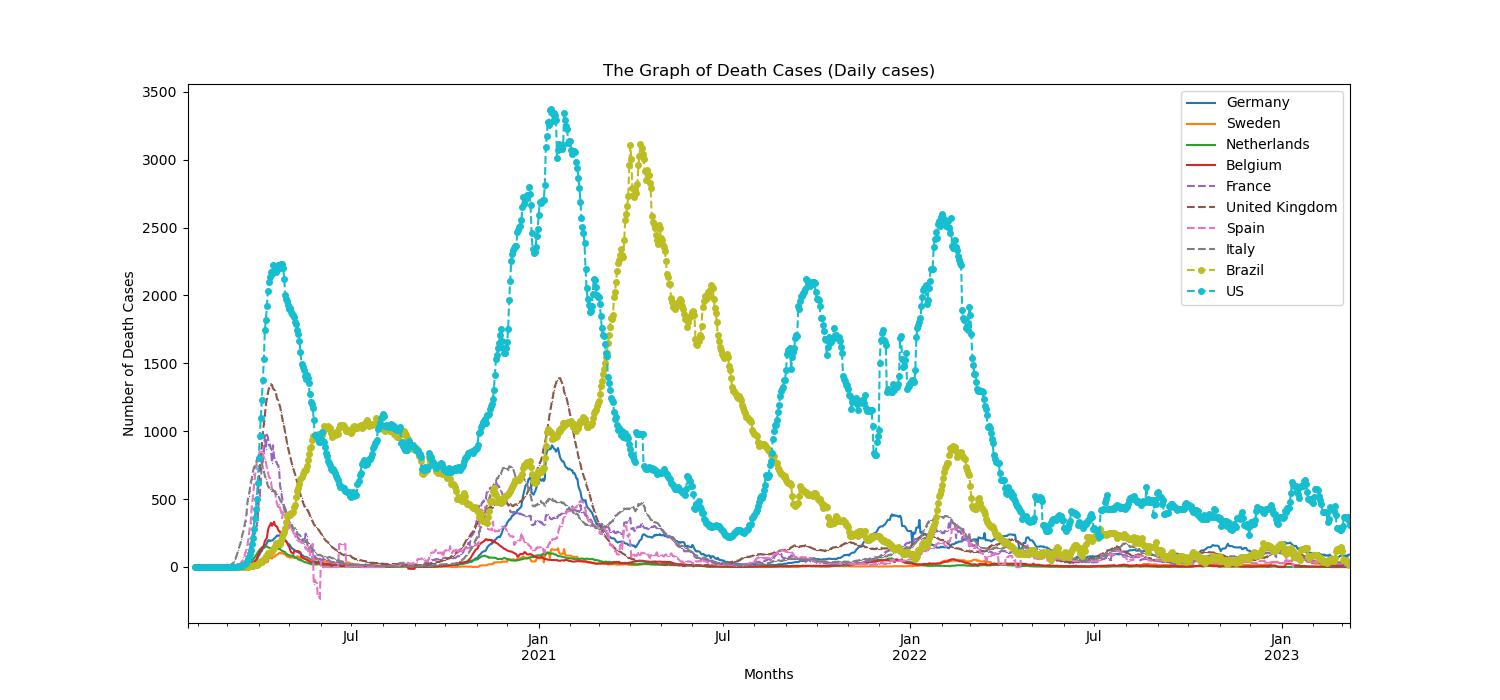 The Graph of Death Cases (Daily cases)
3500
3000
2500
2000
1500
1000
500
0
Number of Death Cases
Germany
Sweden
Netherlands
Belgium
France
United Kingdom
Spain
Italy
Brazil
US
Jul
Jan
2021
Jul
Jan
2022
Jul
Jan
2023
Months